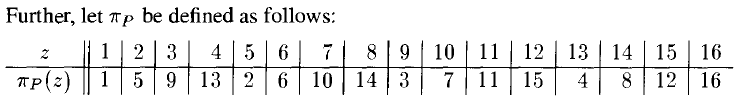 Further, let π_P be defined as follows:
z 1 2 3 4 5 6 7 8 9 10 11 12 13 14 15 16
π_P(z) 1 5 9 13 2 6 10 14 3 7 11 15 4 8 12 16